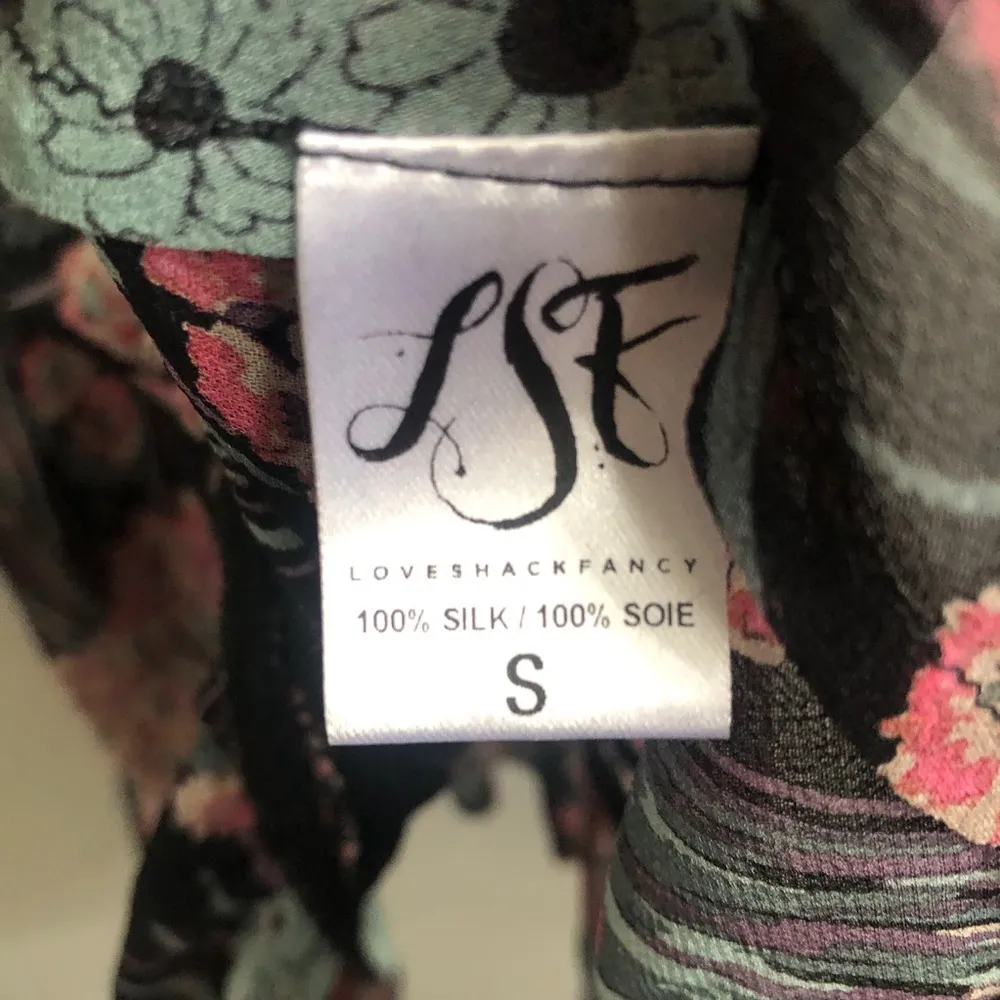 LSF
LOVESHACKFANCY
100% SILK / 100% SOIE
S